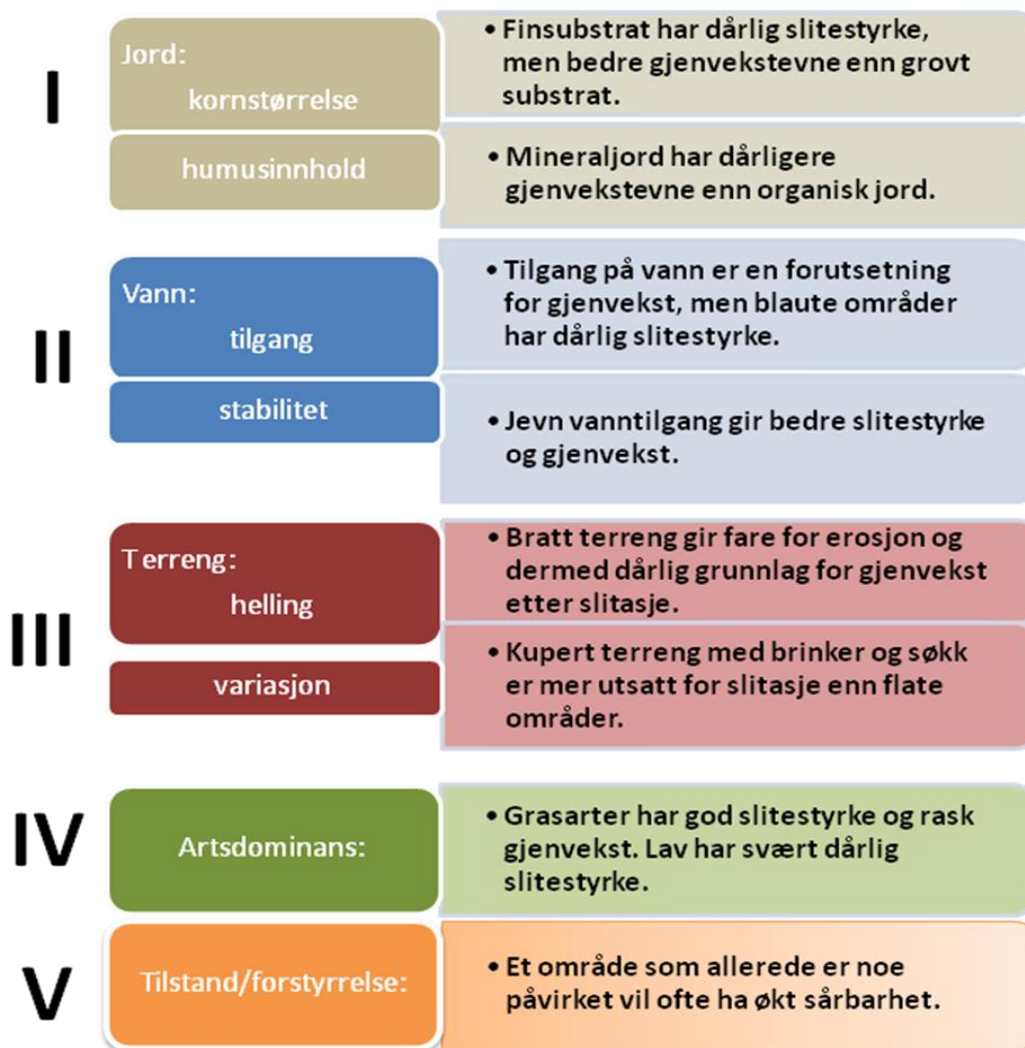 I
Jord:
kornstørrelse
• Finsubstrat har dårlig slitestyrke,
men bedre gjenvekstevne enn grovt
substrat.
humusinnhold
• Mineraljord har dårligere
gjenvekstevne enn organisk jord.
II
Vann:
tilgang
• Tilgang på vann er en forutsetning
for gjenvekst, men blaute områder
har dårlig slitestyrke.
stabilitet
• Jevn vanntilgang gir bedre slitestyrke
og gjenvekst.
III
Terreng:
helling
• Bratt terreng gir fare for erosjon og
dermed dårlig grunnlag for gjenvekst
etter slitasje.
variasjon
• Kupert terreng med brinker og søkk
er mer utsatt for slitasje enn flate
områder.
IV
Artsdominans:
• Grasarter har god slitestyrke og rask
gjenvekst. Lav har svært dårlig
slitestyrke.
V
Tilstand/forstyrrelse:
• Et område som allerede er noe
påvirket vil ofte ha økt sårbarhet.